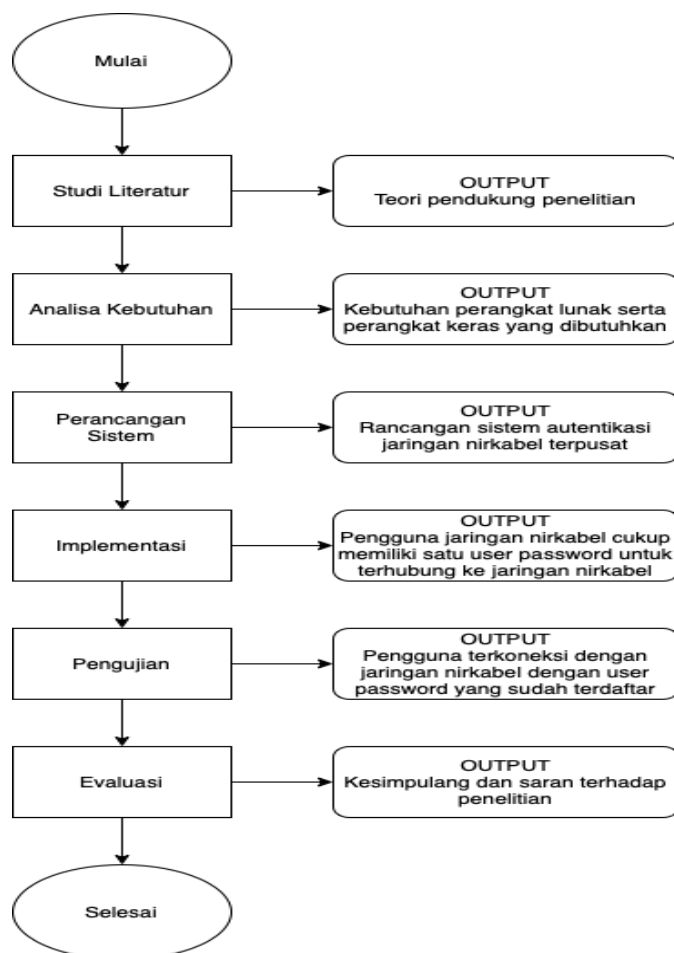 Mulai
Studi Literatur
OUTPUT
Teori pendukung penelitian
Analisa Kebutuhan
OUTPUT
Kebutuhan perangkat lunak serta
perangkat keras yang dibutuhkan
Perancangan
Sistem
OUTPUT
Rancangan sistem autentikasi
jaringan nirkabel terpusat
Implementasi
OUTPUT
Pengguna jaringan nirkabel cukup
memiliki satu user password untuk
terhubung ke jaringan nirkabel
Pengujian
OUTPUT
Pengguna terkoneksi dengan
jaringan nirkabel dengan user
password yang sudah terdaftar
Evaluasi
OUTPUT
Kesimpulang dan saran terhadap
penelitian
Selesai